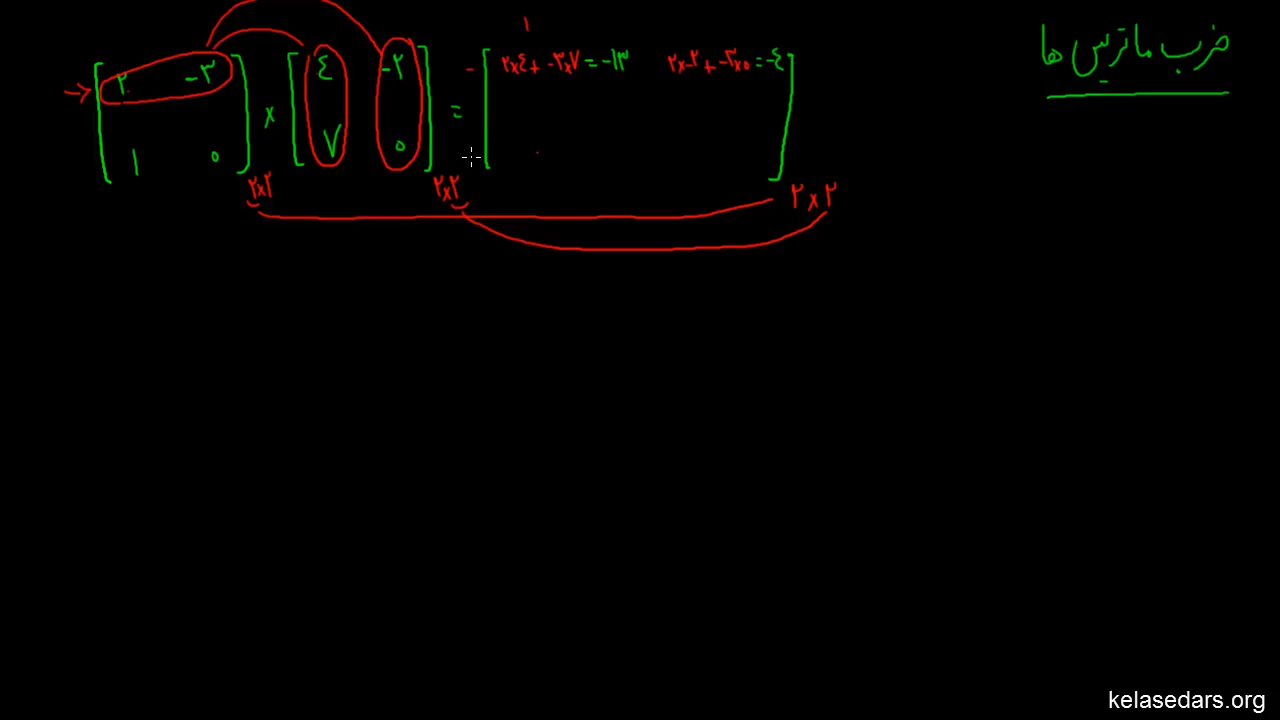 ضرب ماتریس ها
۱
[۲ -۳] × [٤ -۲] = [۲×٤ + -۳×۷ = -۱۳ ۲×-۲ + -۳×۰ = -٤]
[۱ ۰] [۷ ۰]
۲×۲ ۲×۲ ۲×۲
kelasedars.org